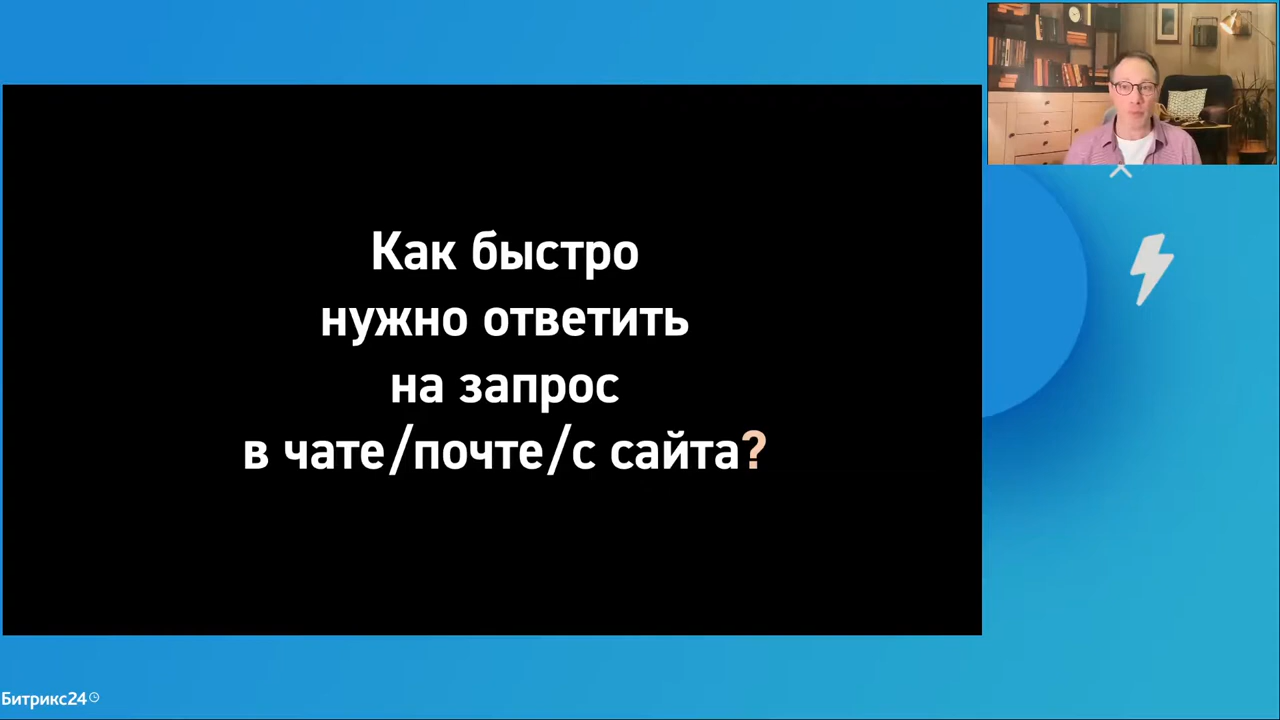 Как быстро
нужно ответить
на запрос
в чате/почте/с сайта?
Битрикс24